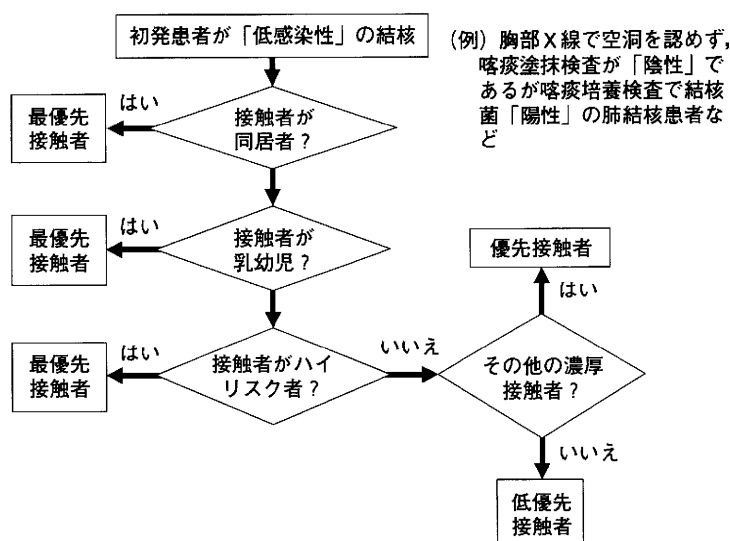 初発患者が「低感染性」の結核
(例)胸部X線で空洞を認めず,
喀痰塗抹検査が「陰性」で
あるが喀痰培養検査で結核
菌「陽性」の肺結核患者な
ど
はい
最優先
接触者
接触者が
同居者?
はい
最優先
接触者
接触者が
乳幼児?
優先接触者
はい
はい
最優先
接触者
接触者がハイ
リスク者?
いいえ
その他の濃厚
接触者?
いいえ
低優先
接触者